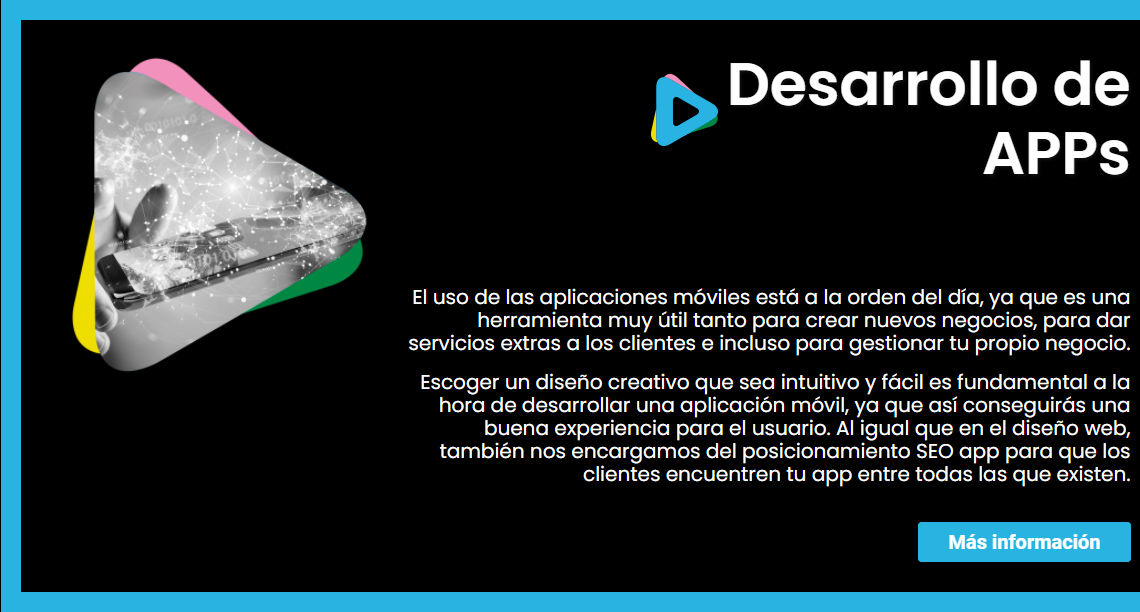 Desarrollo de
APPs
El uso de las aplicaciones móviles está a la orden del día, ya que es una
herramienta muy útil tanto para crear nuevos negocios, para dar
servicios extras a los clientes e incluso para gestionar tu propio negocio.
Escoger un diseño creativo que sea intuitivo y fácil es fundamental a la
hora de desarrollar una aplicación móvil, ya que así conseguirás una
buena experiencia para el usuario. Al igual que en el diseño web,
también nos encargamos del posicionamiento SEO app para que los
clientes encuentren tu app entre todas las que existen.
Más información